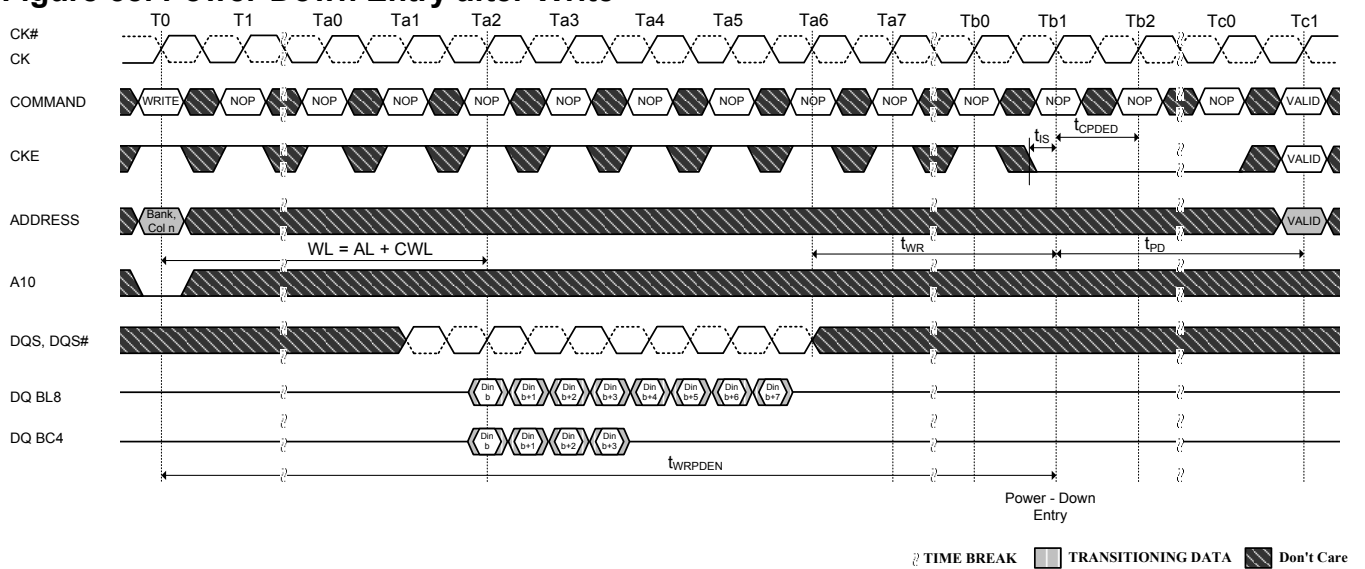 Figure 68. Power-Down Entry after Write
T0 T1 Ta0 Ta1 Ta2 Ta3 Ta4 Ta5 Ta6 Ta7 Tb0 Tb1 Tb2 Tc0 Tc1
CK#
CK
COMMAND WRITE NOP NOP NOP NOP NOP NOP NOP NOP NOP NOP NOP NOP NOP VALID
tIS tCPDED
CKE VALID
ADDRESS Bank, Col n VALID
WL = AL + CWL tWR tPD
A10
DQS, DQS#
DQ BL8 Din b Din b+1 Din b+2 Din b+3 Din b+4 Din b+5 Din b+6 Din b+7
DQ BC4 Din b Din b+1 Din b+2 Din b+3
tWRPDEN
Power - Down
Entry
TIME BREAK TRANSITIONING DATA Don't Care